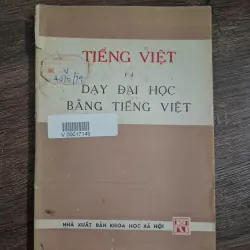 TIẾNG VIỆT
VÀ
DẠY ĐẠI HỌC
BẰNG TIẾNG VIỆT
NHÀ XUẤT BẢN KHOA HỌC XÃ HỘI